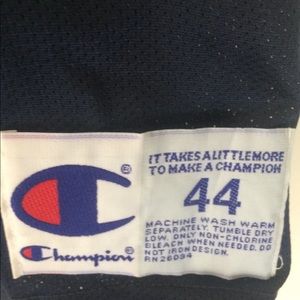 IT TAKES A LITTLE MORE
TO MAKE A CHAMPION
44
MACHINE WASH WARM
SEPARATELY. TUMBLE DRY
LOW. ONLY NON-CHLORINE
BLEACH WHEN NEEDED. DO
NOT IRON DESIGN.
RN 26094
Champion